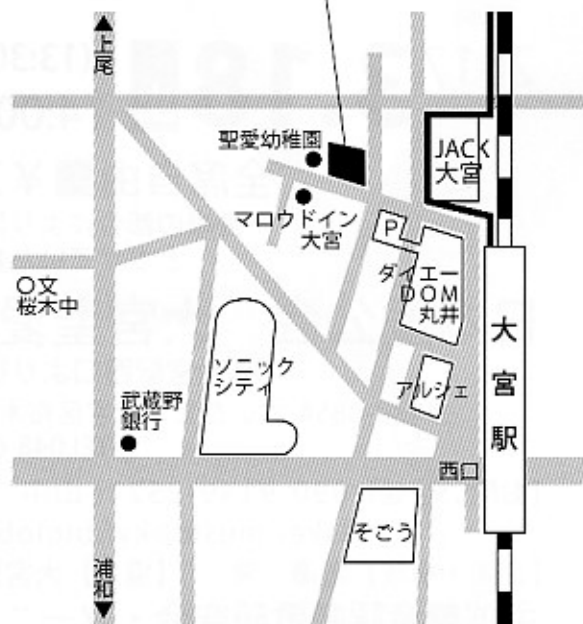 上尾
聖愛幼稚園
JACK
大宮
マロウドイン
大宮
P
ダイエー
DOM
丸井
〇文
桜木中
ソニック
シティ
アルシェ
大宮駅
武蔵野
銀行
西口
そごう
浦和